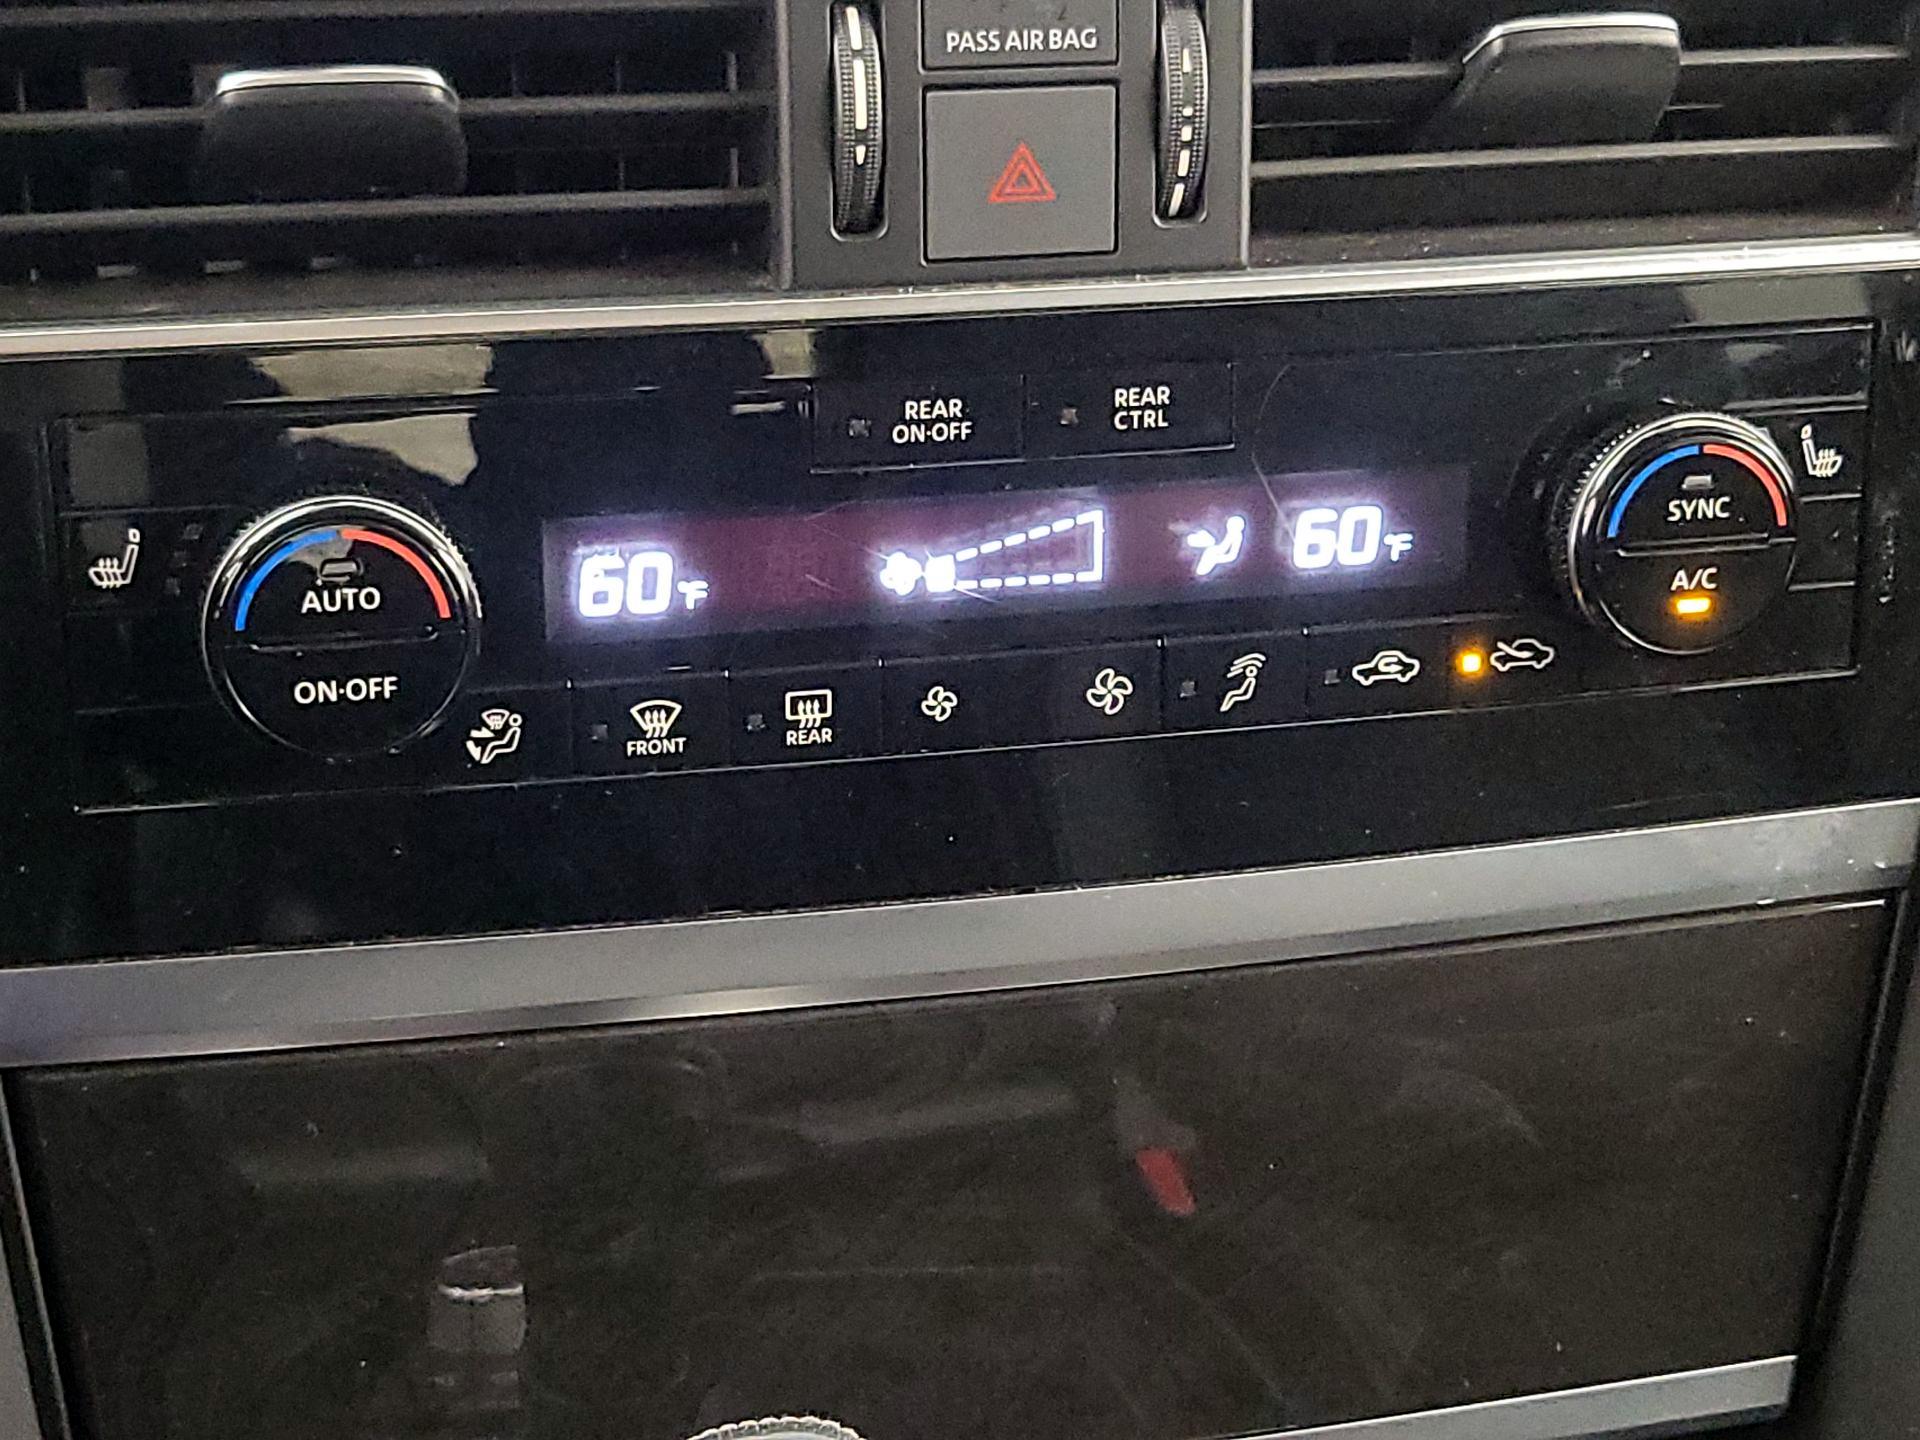 PASS AIR BAG
REAR
ON·OFF
REAR
CTRL
AUTO
ON·OFF
60°F
60°F
SYNC
A/C
FRONT
REAR